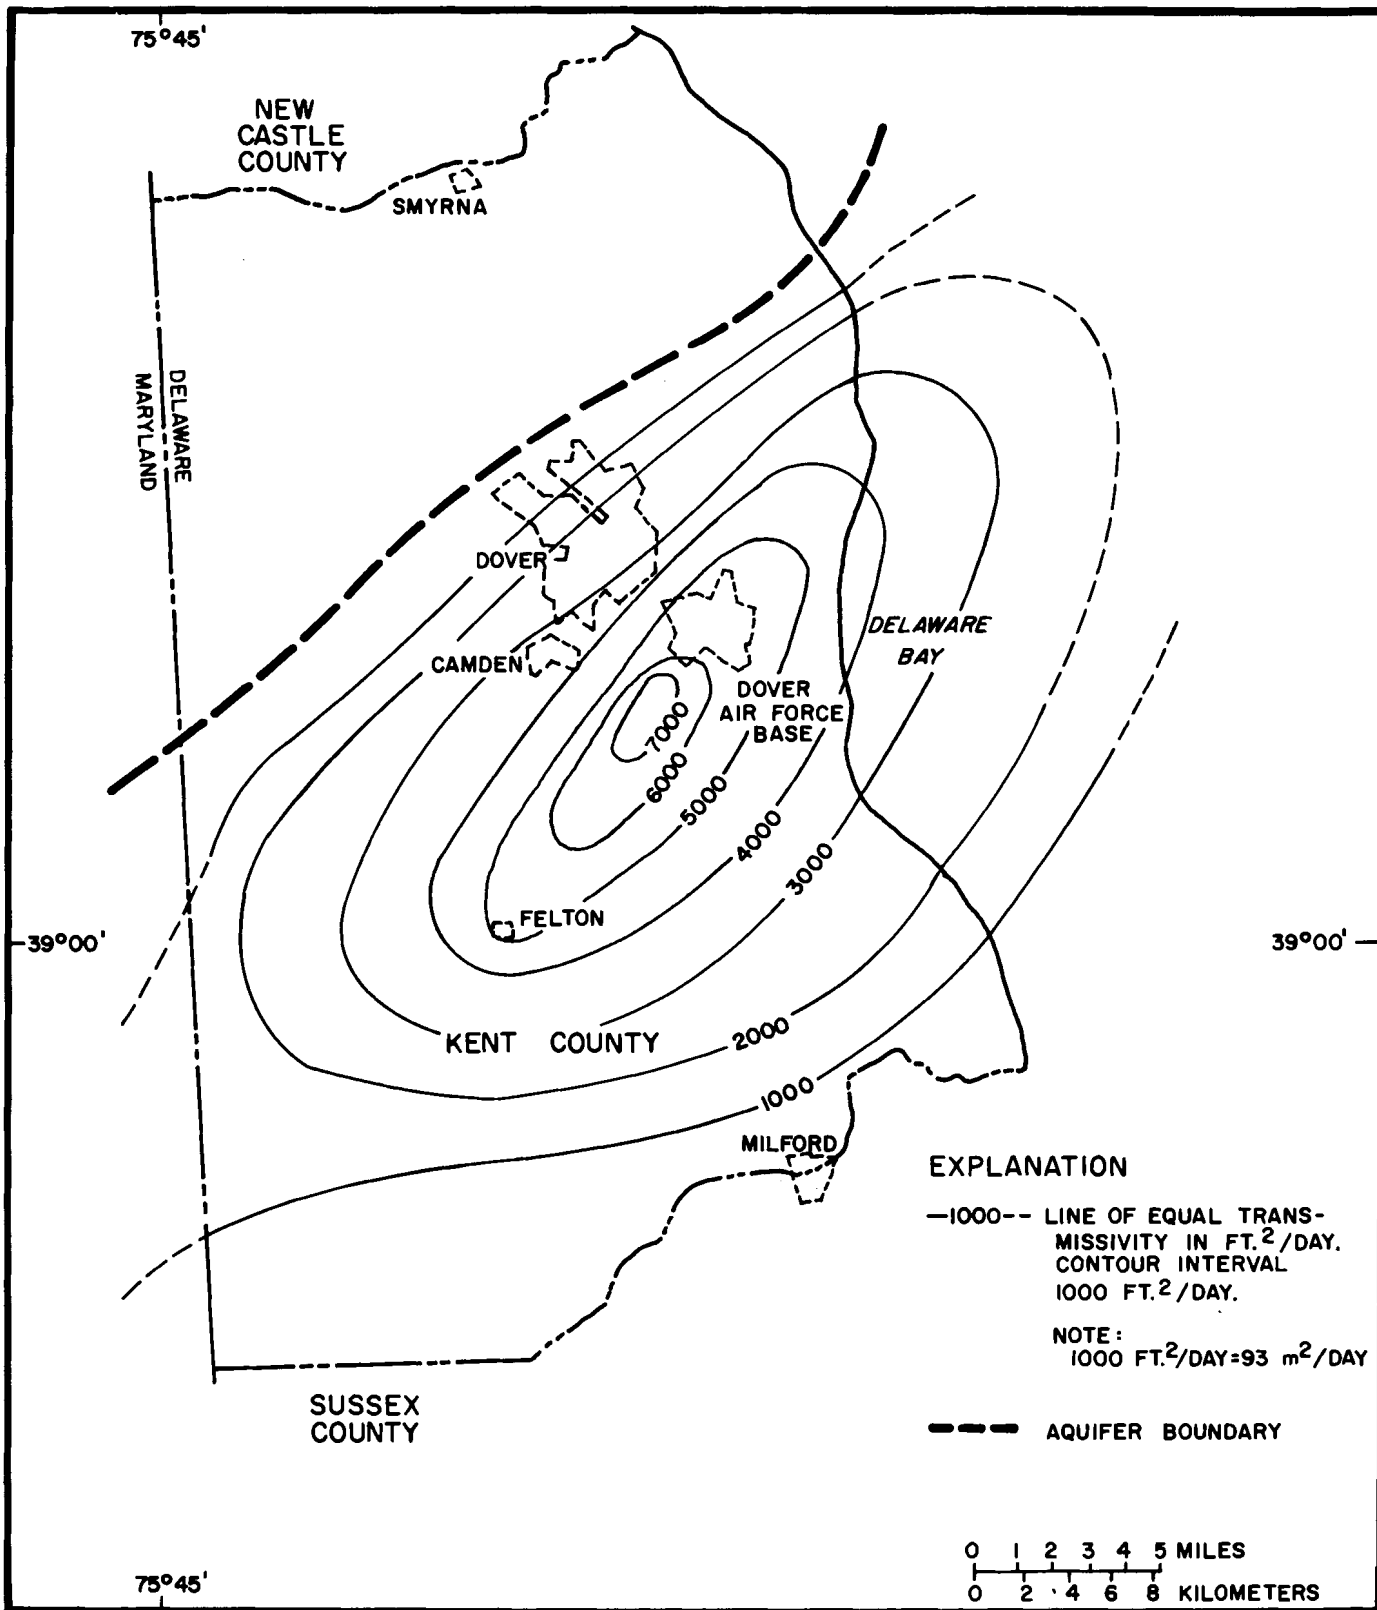 75°45'
NEW
CASTLE
COUNTY
SMYRNA
DELAWARE
MARYLAND
DOVER
CAMDEN
DELAWARE
BAY
DOVER
AIR FORCE
BASE
7000
6000
5000
4000
3000
FELTON
39°00'
39°00'
KENT COUNTY
2000
1000
MILFORD
EXPLANATION
—1000-- LINE OF EQUAL TRANS-
MISSIVITY IN FT.²/DAY.
CONTOUR INTERVAL
1000 FT.²/DAY.
NOTE:
1000 FT.²/DAY=93 m²/DAY
SUSSEX
COUNTY
AQUIFER BOUNDARY
0 1 2 3 4 5 MILES
0 2 4 6 8 KILOMETERS
75°45'